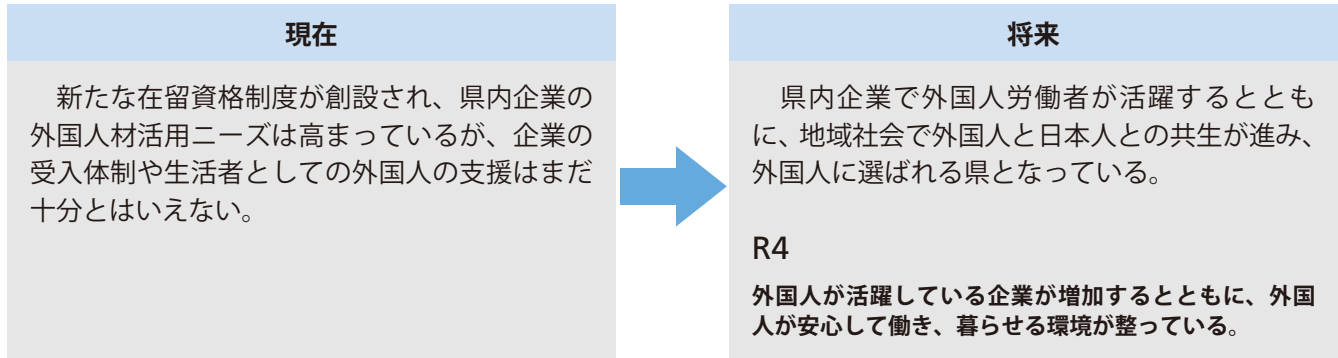 現在
新たな在留資格制度が創設され、県内企業の
外国人材活用ニーズは高まっているが、企業の
受入体制や生活者としての外国人の支援はまだ
十分とはいえない。
将来
県内企業で外国人労働者が活躍するととも
に、地域社会で外国人と日本人との共生が進み、
外国人に選ばれる県となっている。
R4
外国人が活躍している企業が増加するとともに、外国
人が安心して働き、暮らせる環境が整っている。